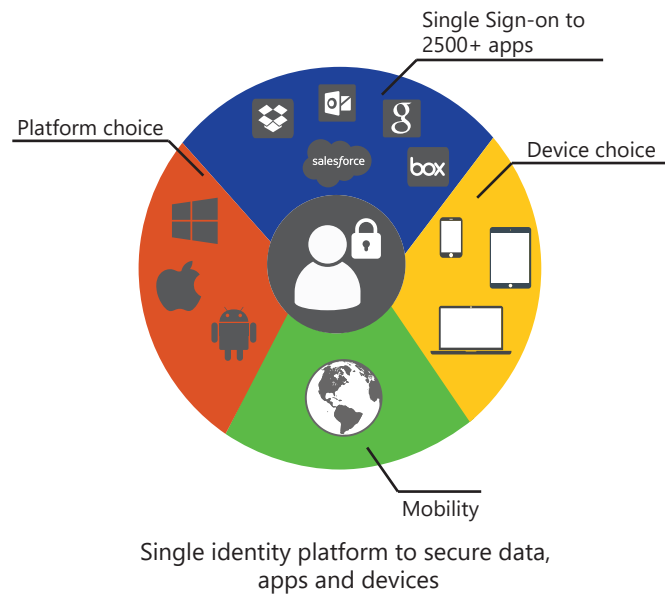 Single Sign-on to
2500+ apps
Platform choice
Device choice
salesforce
box
Mobility
Single identity platform to secure data,
apps and devices